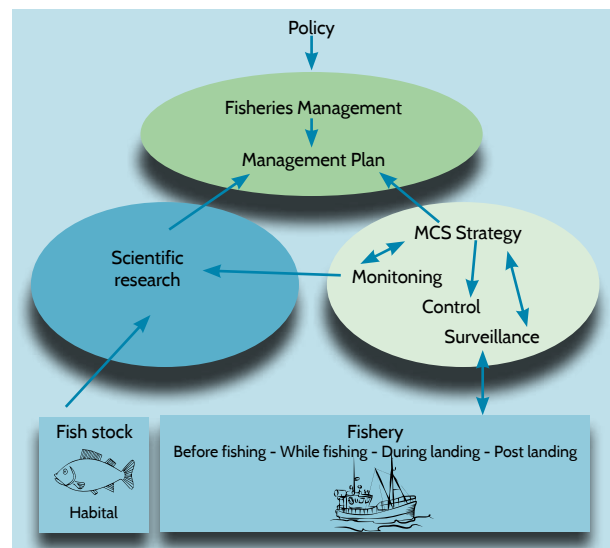 Policy
Fisheries Management
Management Plan
Scientific
research
MCS Strategy
Monitoning
Control
Surveillance
Fish stock
Habital
Fishery
Before fishing - While fishing - During landing - Post landing